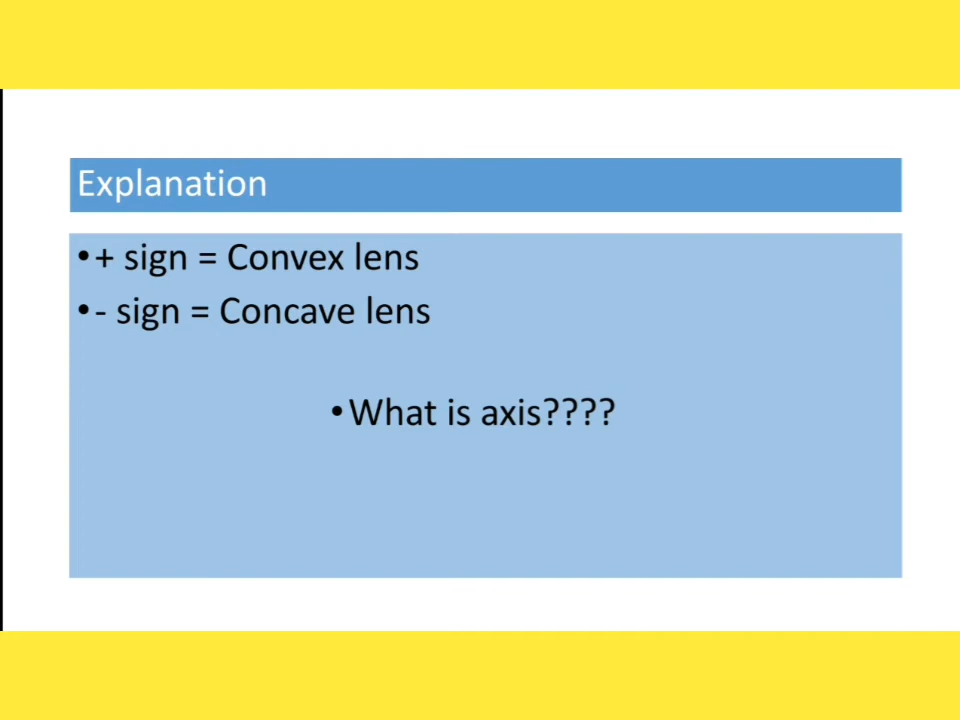 Explanation
•+ sign = Convex lens
•- sign = Concave lens
•What is axis????